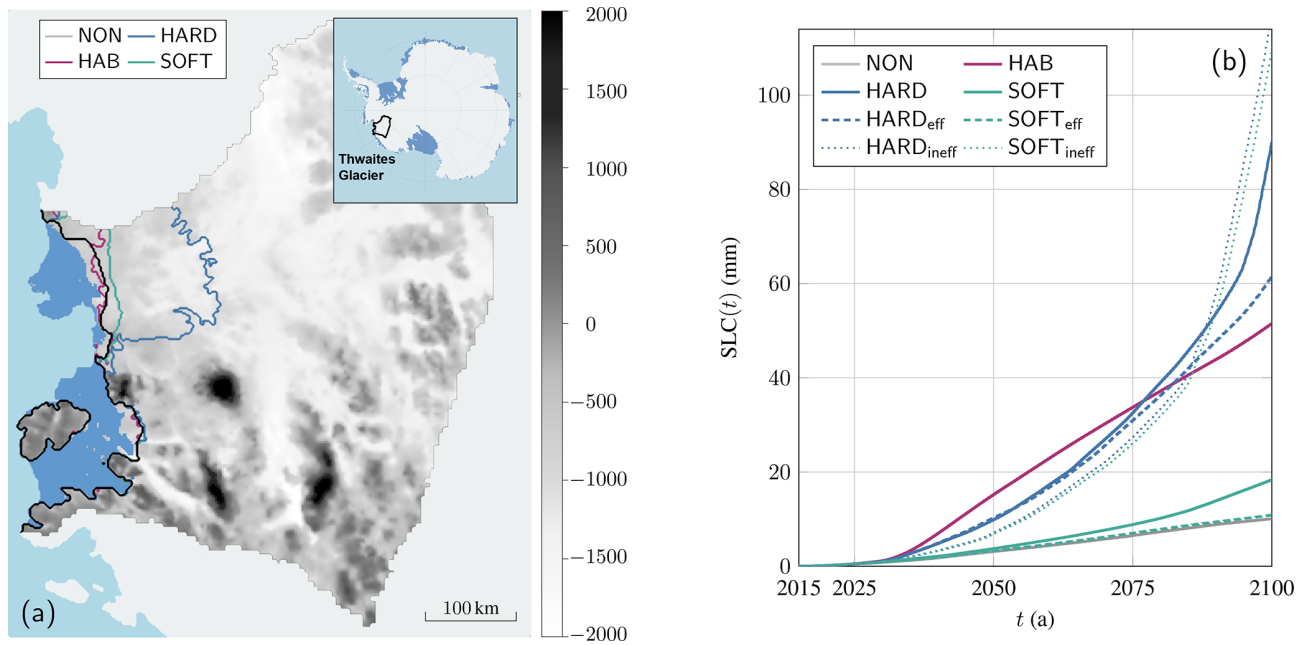 NON HARD
HAB SOFT
Thwaites
Glacier
2000
1500
1000
500
0
−500
−1000
−1500
−2000
100 km
(a)
(b)
NON HAB
HARD SOFT
HARDeff SOFTeff
HARDineff SOFTineff
SLC(t) (mm)
100
80
60
40
20
0
2015 2025 2050 2075 2100
t (a)